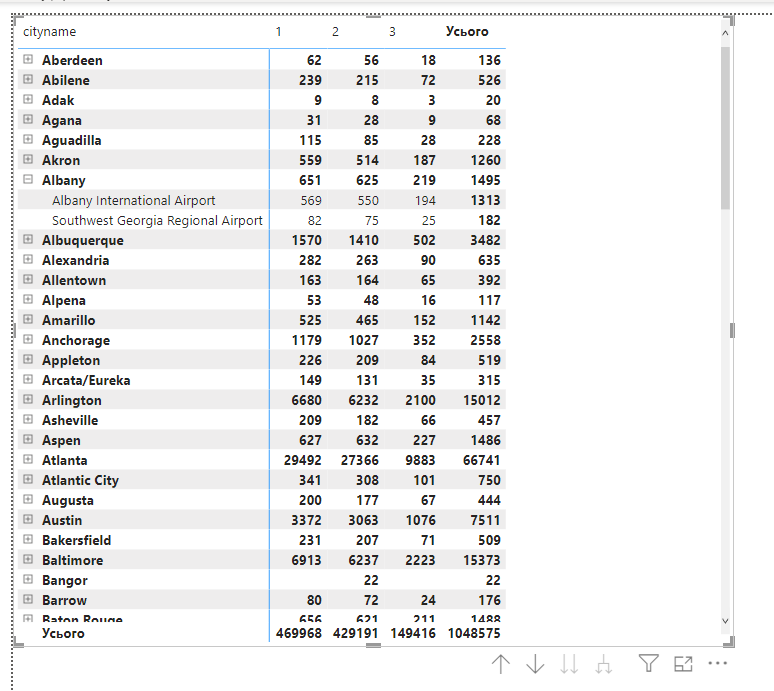 cityname 1 2 3 Усього
Aberdeen 62 56 18 136
Abilene 239 215 72 526
Adak 9 8 3 20
Agana 31 28 9 68
Aguadilla 115 85 28 228
Akron 559 514 187 1260
Albany 651 625 219 1495
Albany International Airport 569 550 194 1313
Southwest Georgia Regional Airport 82 75 25 182
Albuquerque 1570 1410 502 3482
Alexandria 282 263 90 635
Allentown 163 164 65 392
Alpena 53 48 16 117
Amarillo 525 465 152 1142
Anchorage 1179 1027 352 2558
Appleton 226 209 84 519
Arcata/Eureka 149 131 35 315
Arlington 6680 6232 2100 15012
Asheville 209 182 66 457
Aspen 627 632 227 1486
Atlanta 29492 27366 9883 66741
Atlantic City 341 308 101 750
Augusta 200 177 67 444
Austin 3372 3063 1076 7511
Bakersfield 231 207 71 509
Baltimore 6913 6237 2223 15373
Bangor 22 22
Barrow 80 72 24 176
Baton Rouge 656 621 211 1488
Усього 469968 429191 149416 1048575